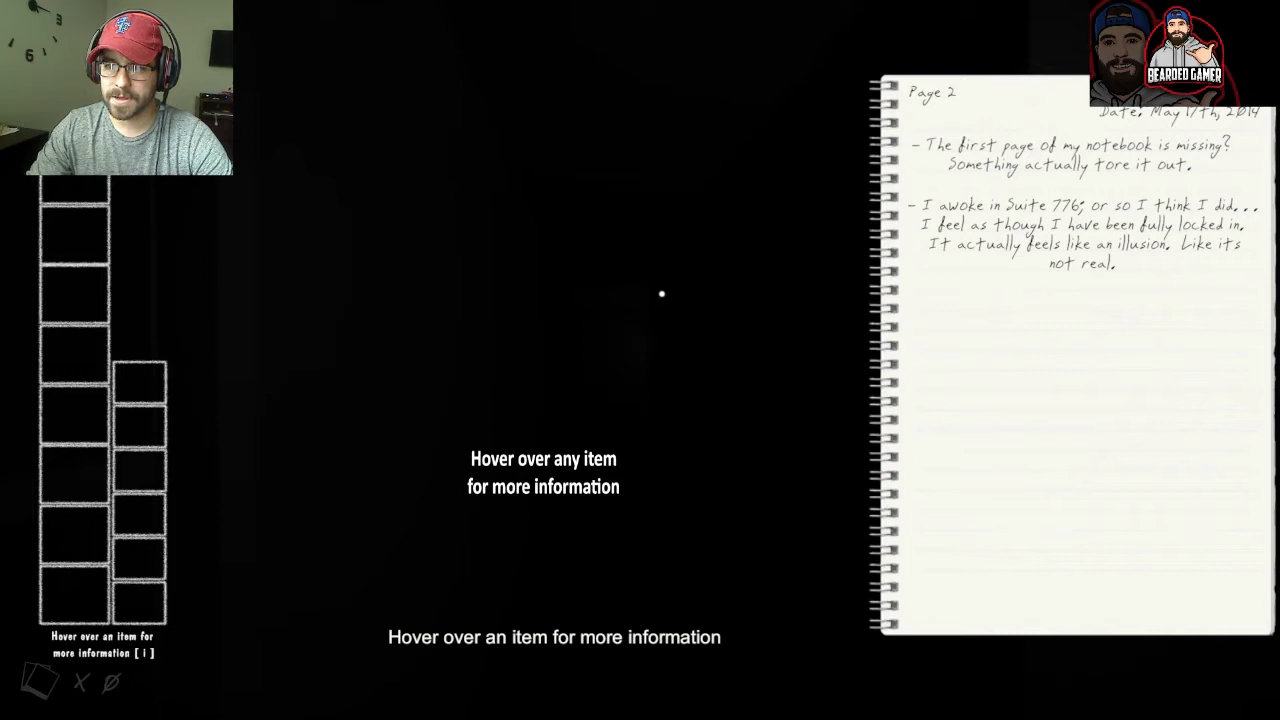 6
3
BEARDED GAMER
Page 2
Date: May 17th, 2014
- The first page of my notebook is missing?
Something actually tore it out.
- I awoke in Suite 776; or so I think I did...
I feel as though I have been fully locked in.
It actually feels like an illusion. Like its
not real.
Hover over any item
for more information
Hover over an item for more information
Hover over an item for
more information [ i ]
X Ø